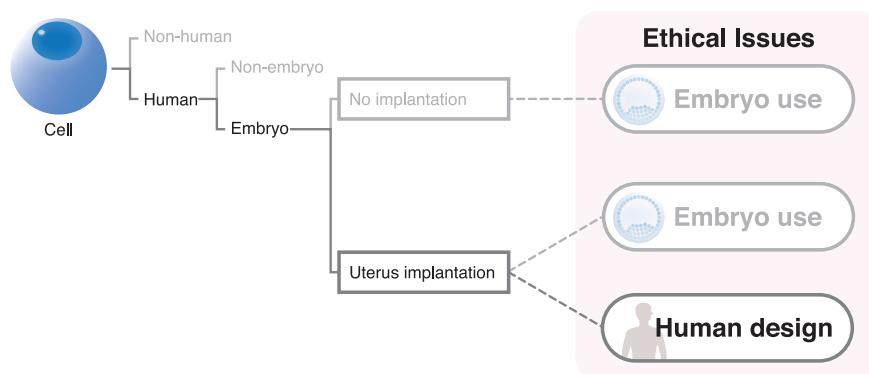 Ethical Issues
Non-human
Non-embryo
Human
No implantation
Embryo use
Cell
Embryo
Embryo use
Uterus implantation
Human design